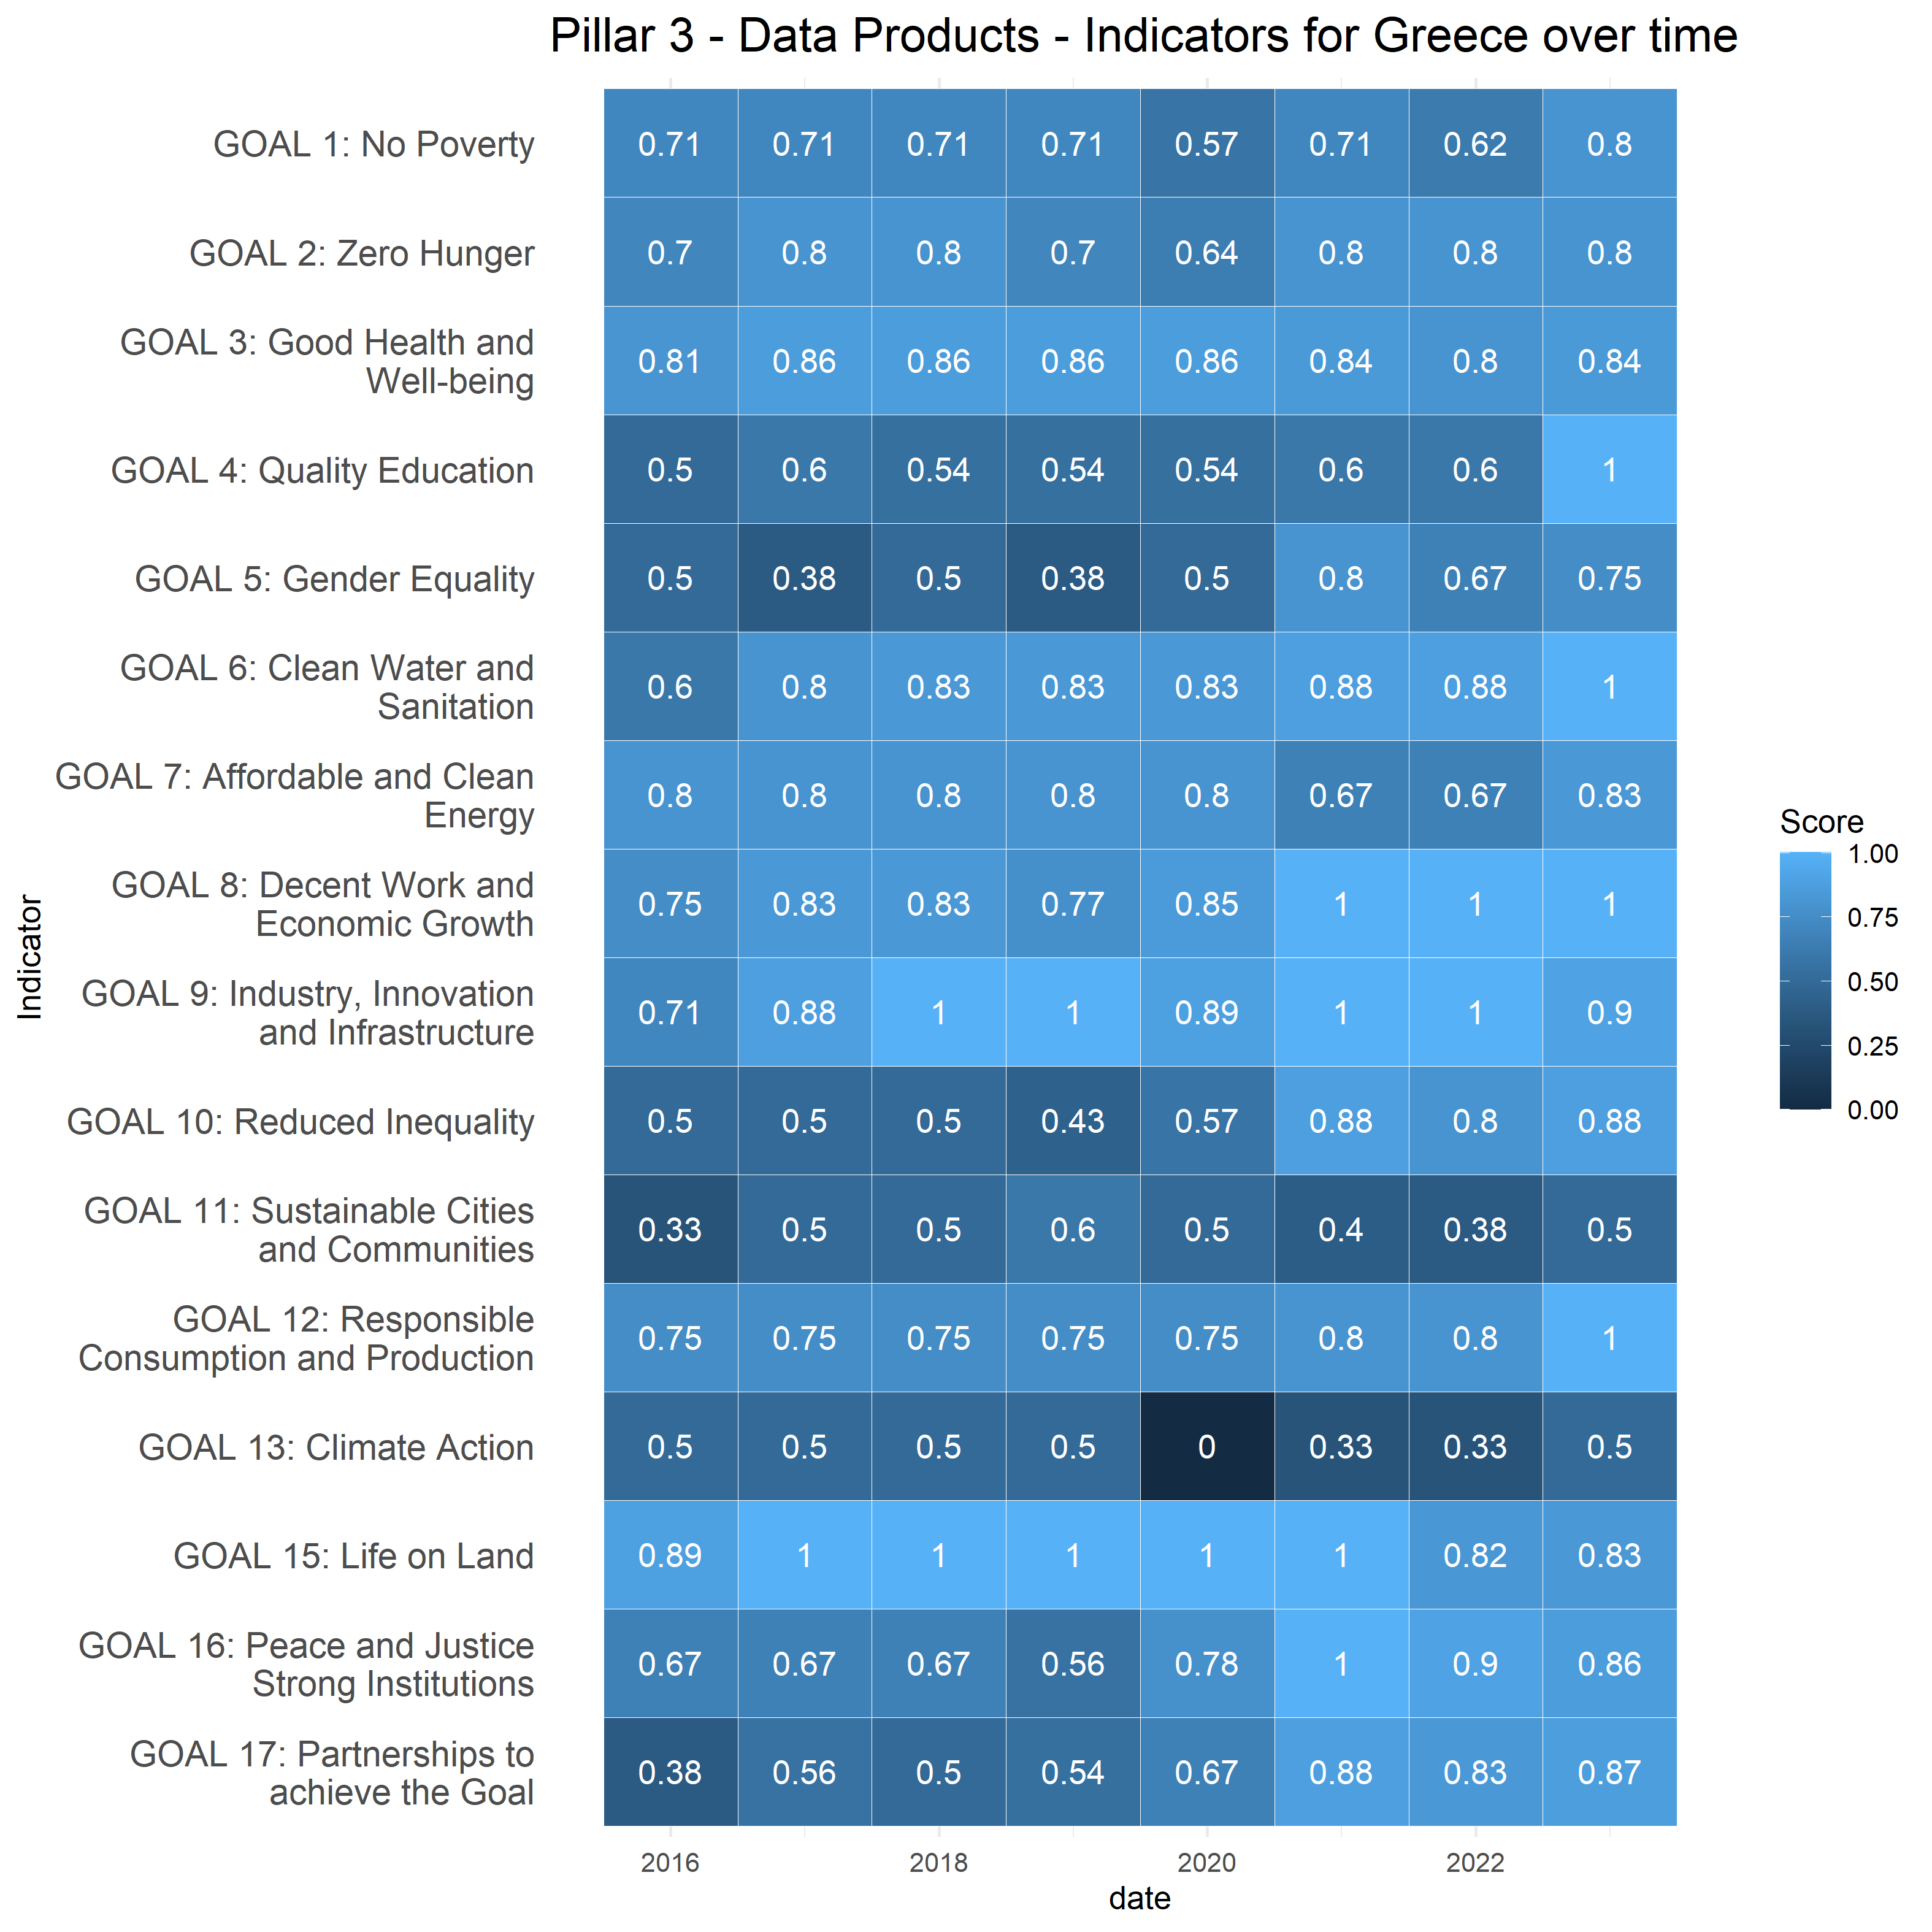 Pillar 3 - Data Products - Indicators for Greece over time
GOAL 1: No Poverty
0.71 0.71 0.71 0.71 0.57 0.71 0.62 0.8
GOAL 2: Zero Hunger
0.7 0.8 0.8 0.7 0.64 0.8 0.8 0.8
GOAL 3: Good Health and
Well-being
0.81 0.86 0.86 0.86 0.86 0.84 0.8 0.84
GOAL 4: Quality Education
0.5 0.6 0.54 0.54 0.54 0.6 0.6 1
GOAL 5: Gender Equality
0.5 0.38 0.5 0.38 0.5 0.8 0.67 0.75
GOAL 6: Clean Water and
Sanitation
0.6 0.8 0.83 0.83 0.83 0.88 0.88 1
GOAL 7: Affordable and Clean
Energy
0.8 0.8 0.8 0.8 0.8 0.67 0.67 0.83
GOAL 8: Decent Work and
Economic Growth
0.75 0.83 0.83 0.77 0.85 1 1 1
GOAL 9: Industry, Innovation
and Infrastructure
0.71 0.88 1 1 0.89 1 1 0.9
GOAL 10: Reduced Inequality
0.5 0.5 0.5 0.43 0.57 0.88 0.8 0.88
GOAL 11: Sustainable Cities
and Communities
0.33 0.5 0.5 0.6 0.5 0.4 0.38 0.5
GOAL 12: Responsible
Consumption and Production
0.75 0.75 0.75 0.75 0.75 0.8 0.8 1
GOAL 13: Climate Action
0.5 0.5 0.5 0.5 0 0.33 0.33 0.5
GOAL 15: Life on Land
0.89 1 1 1 1 1 0.82 0.83
GOAL 16: Peace and Justice
Strong Institutions
0.67 0.67 0.67 0.56 0.78 1 0.9 0.86
GOAL 17: Partnerships to
achieve the Goal
0.38 0.56 0.5 0.54 0.67 0.88 0.83 0.87
2016 2018 2020 2022
date
Indicator
Score
1.00
0.75
0.50
0.25
0.00